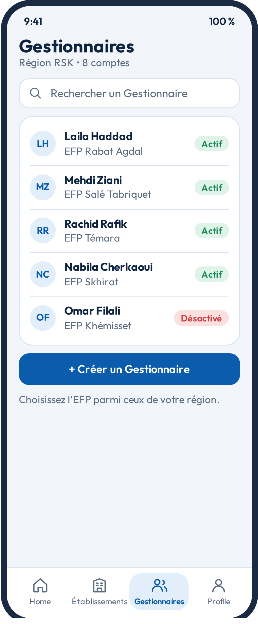 9:41 100 %
Gestionnaires
Région RSK • 8 comptes
Rechercher un Gestionnaire
LH Laila Haddad Actif
EFP Rabat Agdal
MZ Mehdi Ziani Actif
EFP Salé Tabriquet
RR Rachid Rafik Actif
EFP Témara
NC Nabila Cherkaoui Actif
EFP Skhirat
OF Omar Filali Désactivé
EFP Khémisset
+ Créer un Gestionnaire
Choisissez l'EFP parmi ceux de votre région.
Home Établissements Gestionnaires Profile